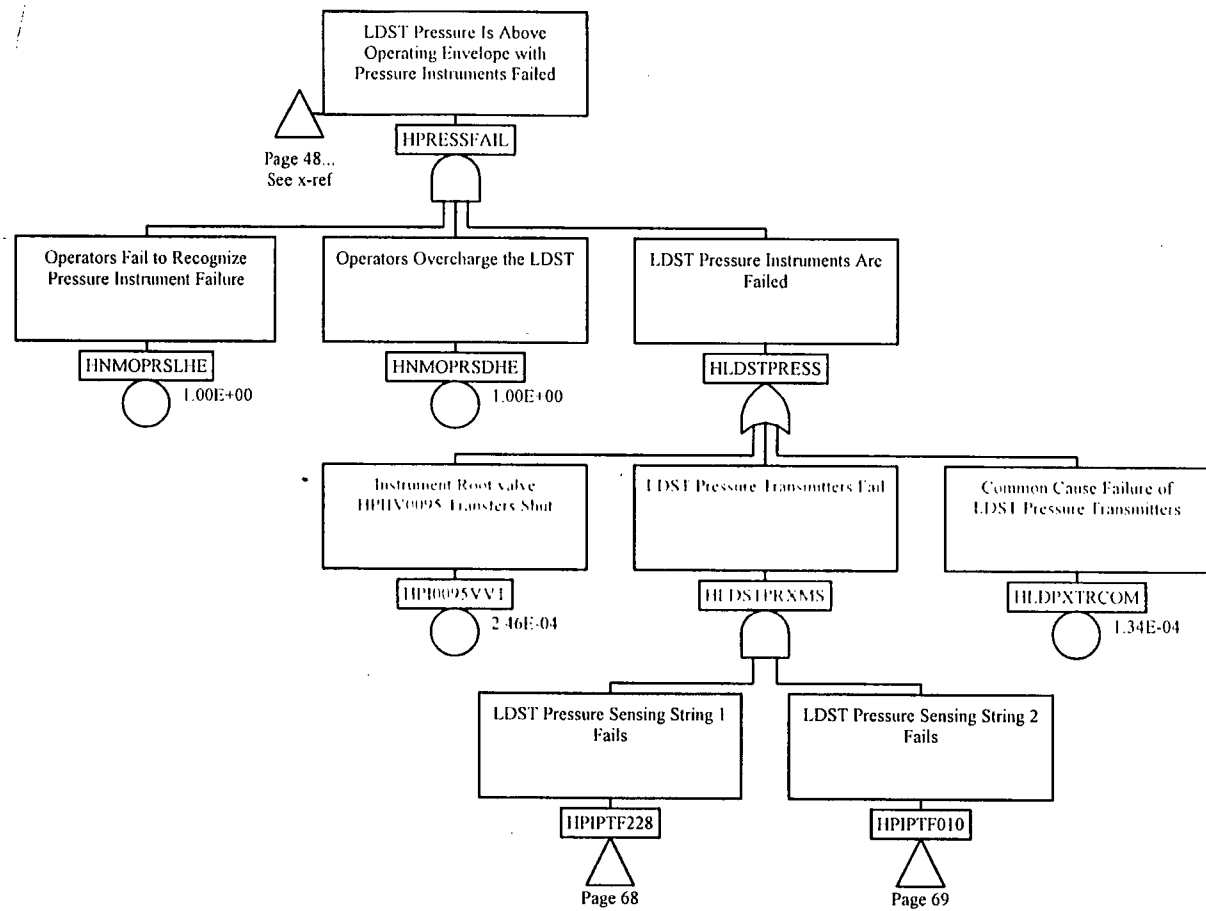 LDST Pressure Is Above
Operating Envelope with
Pressure Instruments Failed
HPRESSFAIL
Page 48...
See x-ref
Operators Fail to Recognize
Pressure Instrument Failure
HNMOPRSLHE
1.00E+00
Operators Overcharge the LDST
HNMOPRSDHE
1.00E+00
LDST Pressure Instruments Are
Failed
HLDSTPRESS
Instrument Root valve
HPIIV0095 Transfers Shut
HPI0095VVT
2.46E-04
LDST Pressure Transmitters Fail
HLDSTPRXMS
Common Cause Failure of
LDST Pressure Transmitters
HLDPXTRCOM
1.34E-04
LDST Pressure Sensing String 1
Fails
HPIPTF228
Page 68
LDST Pressure Sensing String 2
Fails
HPIPTF010
Page 69